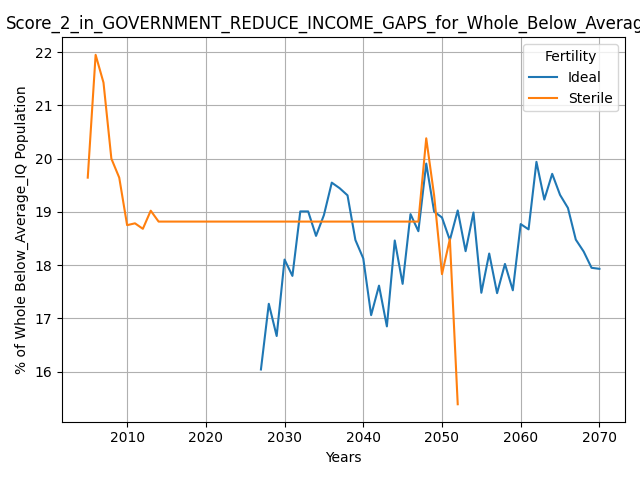 Score_2_in_GOVERNMENT_REDUCE_INCOME_GAPS_for_Whole_Below_Averag
Fertility
Ideal
Sterile
% of Whole Below_Average_IQ Population
22
21
20
19
18
17
16
2010 2020 2030 2040 2050 2060 2070
Years